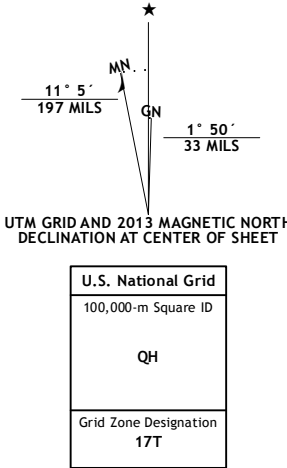 ★
MN
GN
11° 5´
197 MILS
1° 50´
33 MILS
UTM GRID AND 2013 MAGNETIC NORTH
DECLINATION AT CENTER OF SHEET
U.S. National Grid
100,000-m Square ID
QH
Grid Zone Designation
17T